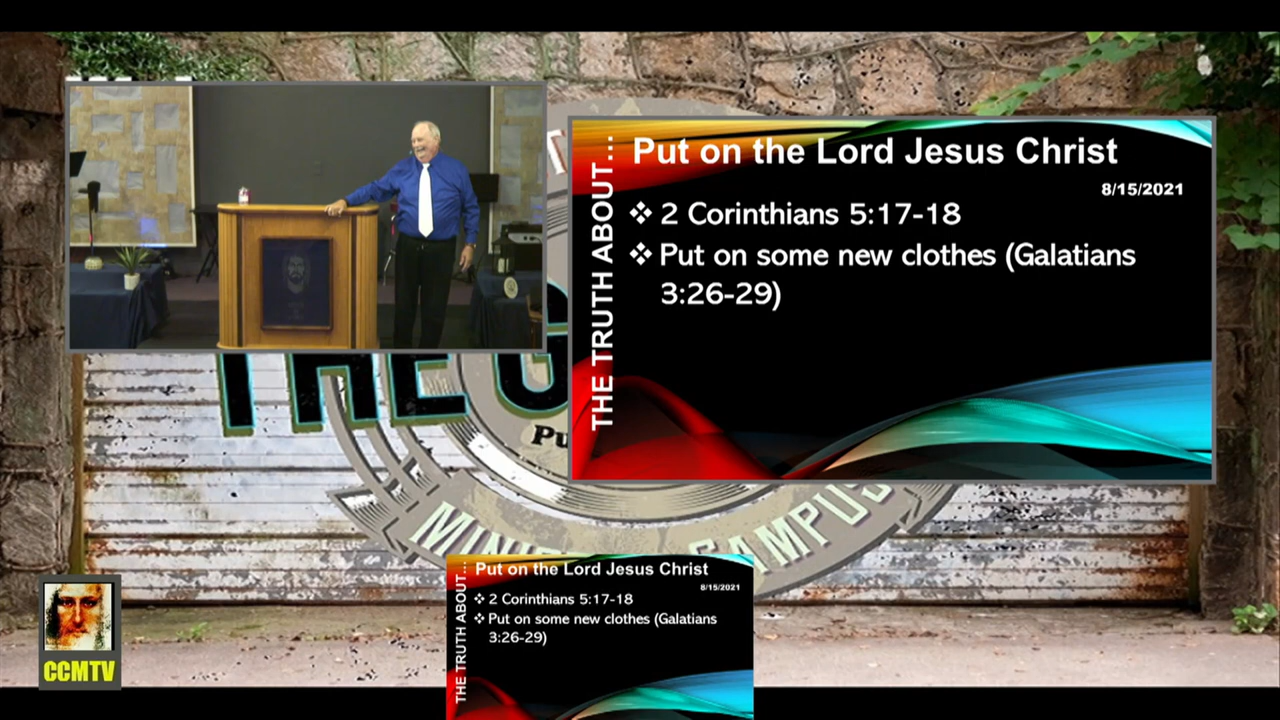 Put on the Lord Jesus Christ
8/15/2021
THE TRUTH ABOUT...
❖ 2 Corinthians 5:17-18
❖ Put on some new clothes (Galatians
3:26-29)
THE
CAMPUS
Put on the Lord Jesus Christ
8/15/2021
THE TRUTH ABOUT...
❖ 2 Corinthians 5:17-18
❖ Put on some new clothes (Galatians
3:26-29)
CCMTV